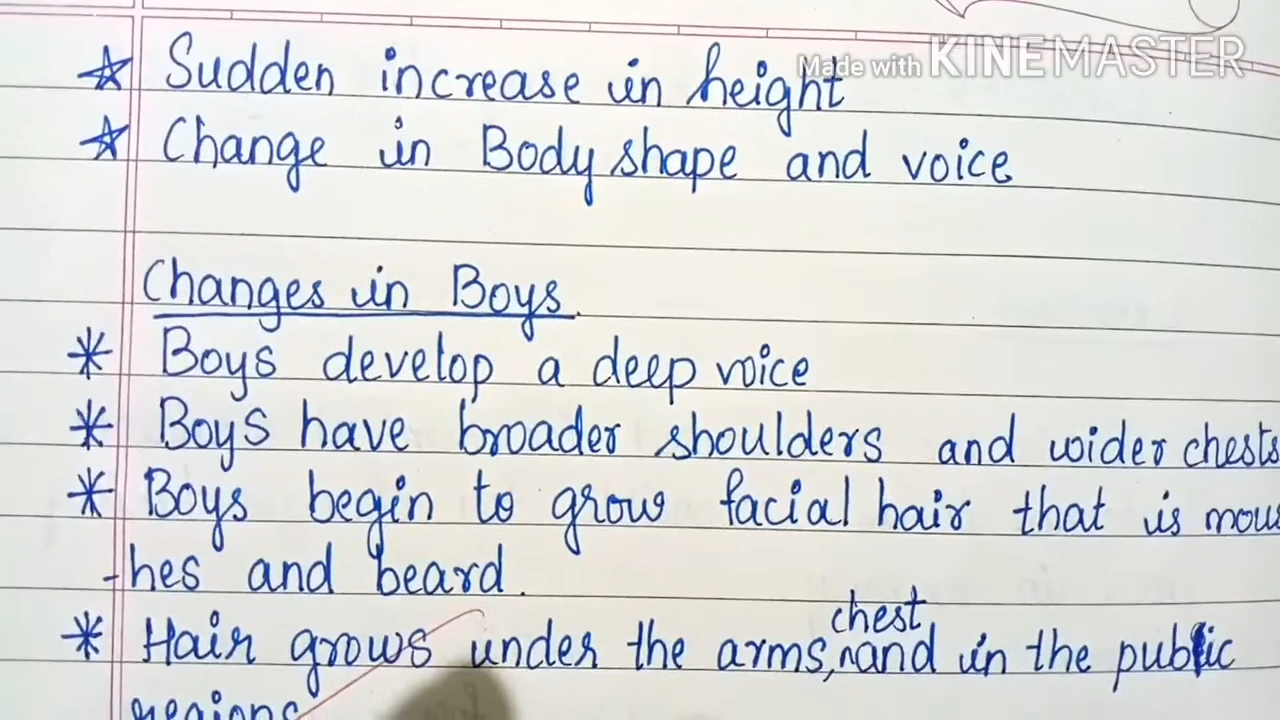 Made with KINEMASTER
☆ Sudden increase in height
☆ Change in Body shape and voice
Changes in Boys
* Boys develop a deep voice
* Boys have broader shoulders and wider chests
* Boys begin to grow facial hair that is mous
-hes and beard.
chest
* Hair grows under the arms, ^and in the public
regions